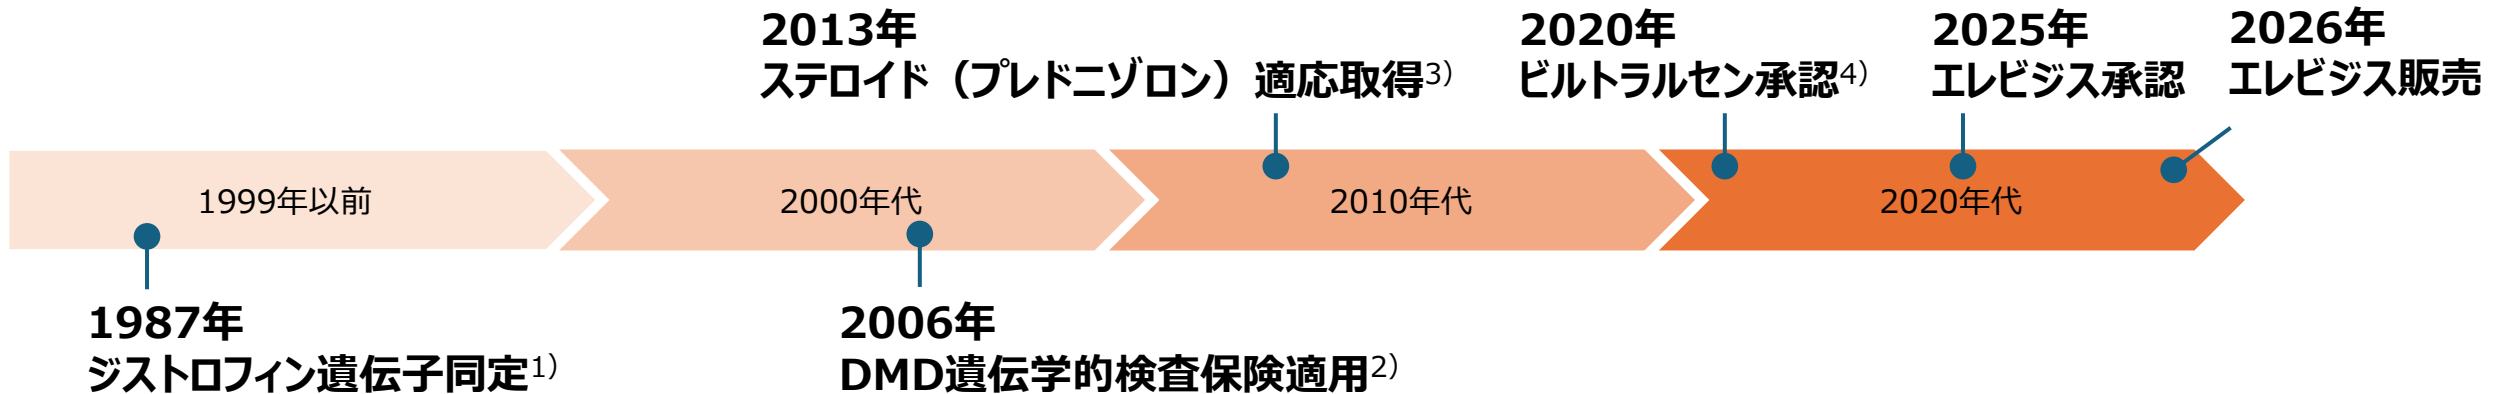 2013年
ステロイド（プレドニゾロン）適応取得3）
2020年
ビルトラルセン承認4）
2025年
エレビジス承認
2026年
エレビジス販売
1999年以前
2000年代
2010年代
2020年代
1987年
ジストロフィン遺伝子同定1）
2006年
DMD遺伝学的検査保険適用2）